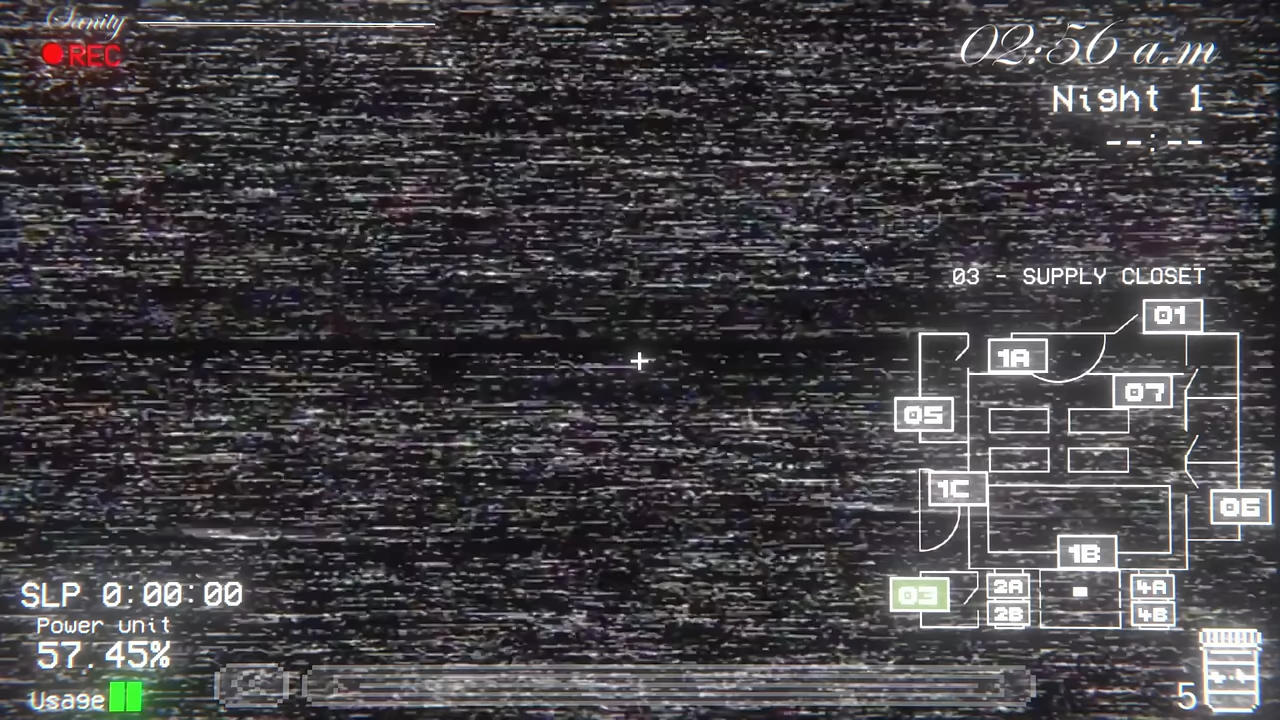 Sanity
REC
02:56 a.m
Night 1
--:--
03 - SUPPLY CLOSET
01
1A
07
05
1C
06
1B
03
2A
4A
2B
4B
SLP 0:00:00
Power unit
57.45%
Usage
5